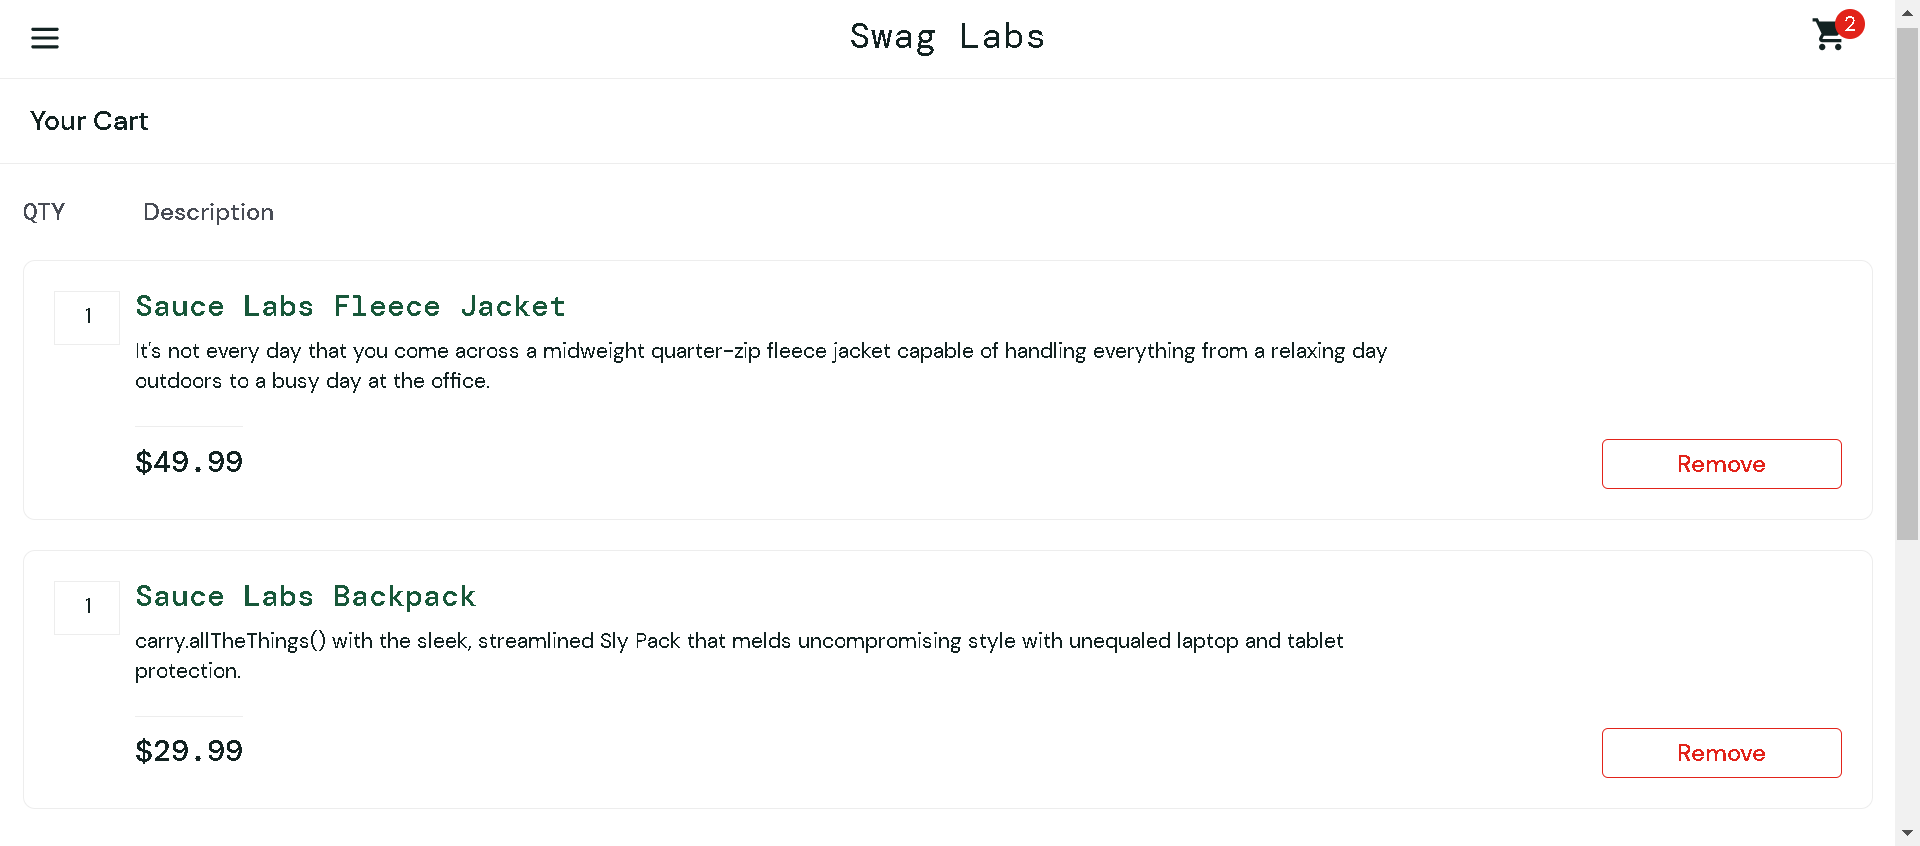 Swag Labs
2
Your Cart
QTY Description
1
Sauce Labs Fleece Jacket
It's not every day that you come across a midweight quarter-zip fleece jacket capable of handling everything from a relaxing day
outdoors to a busy day at the office.
$49.99
Remove
1
Sauce Labs Backpack
carry.allTheThings() with the sleek, streamlined Sly Pack that melds uncompromising style with unequaled laptop and tablet
protection.
$29.99
Remove